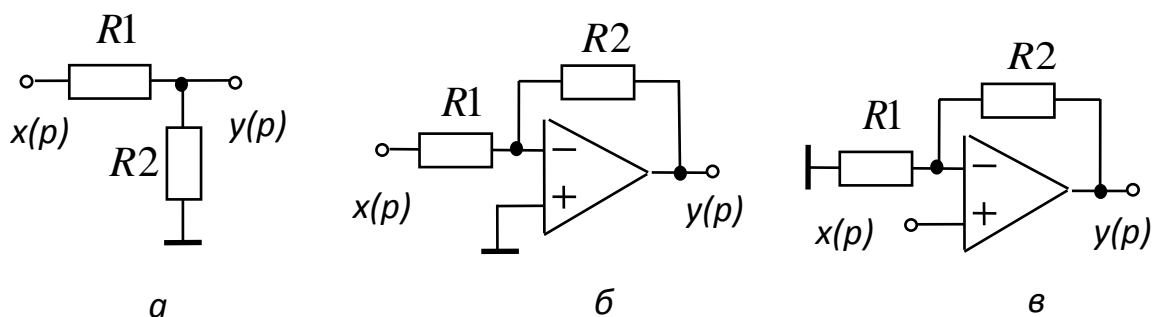 R1
x(p)
y(p)
R2
а
R2
R1
−
+
x(p)
y(p)
б
R2
R1
−
+
x(p)
y(p)
в